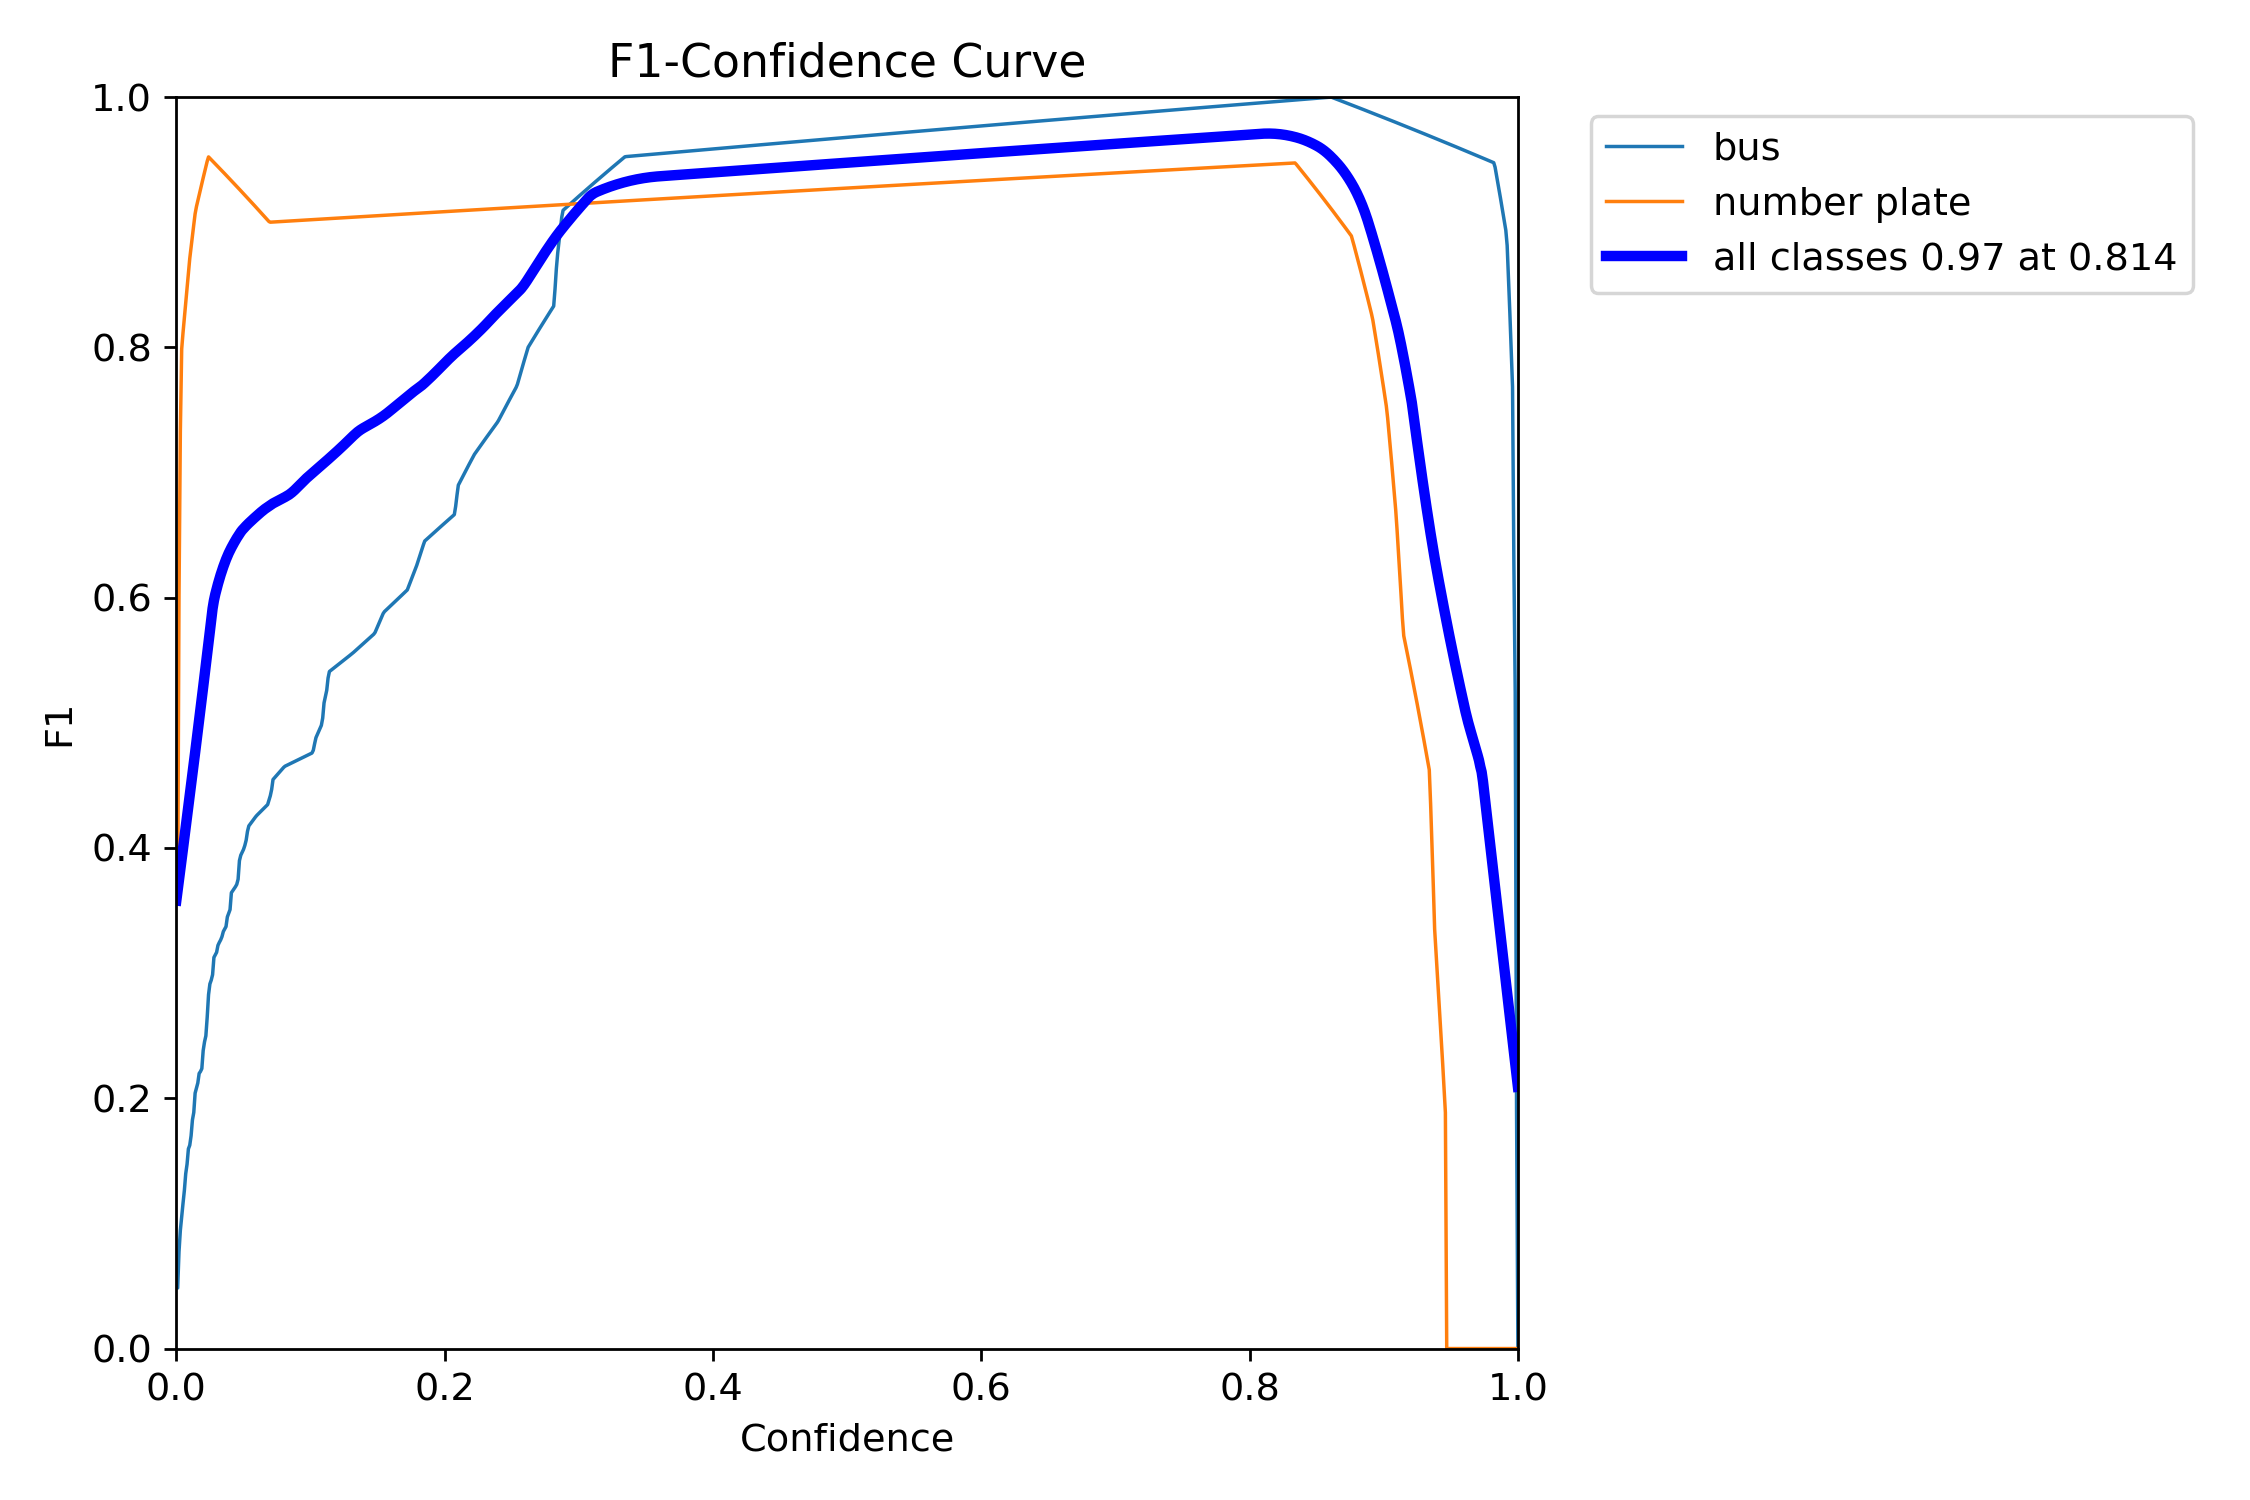 F1-Confidence Curve
bus
number plate
all classes 0.97 at 0.814
F1
1.0
0.8
0.6
0.4
0.2
0.0
0.0 0.2 0.4 0.6 0.8 1.0
Confidence